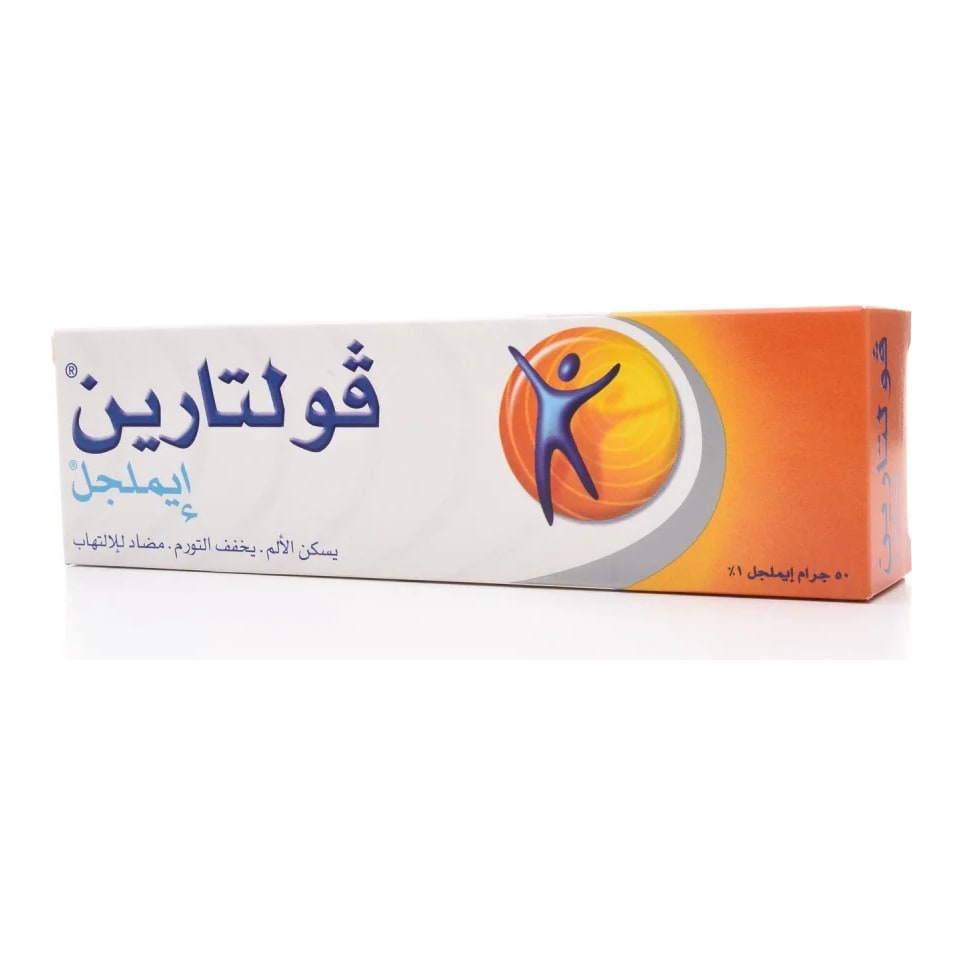 ڤولتارين®
إيملجل®
يسكن الألم. يخفف التورم. مضاد للإلتهاب
٥٠ جرام إيملجل ١٪
ڤولتارين